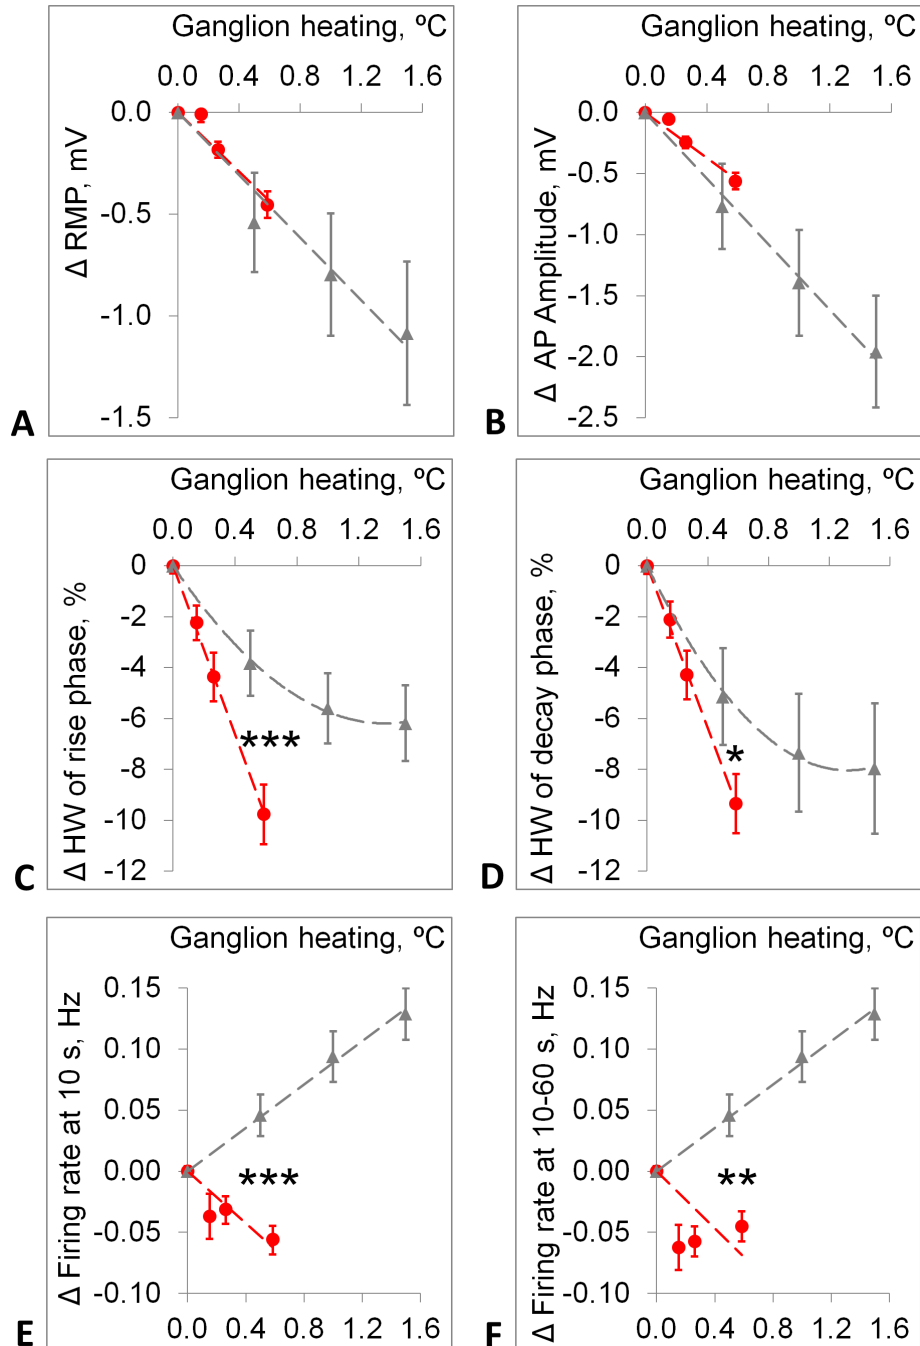 Ganglion heating, ºC
0.0 0.4 0.8 1.2 1.6
0.0
-0.5
-1.0
-1.5
Δ RMP, mV
A
Ganglion heating, ºC
0.0 0.4 0.8 1.2 1.6
0.0
-0.5
-1.0
-1.5
-2.0
-2.5
Δ AP Amplitude, mV
B
Ganglion heating, ºC
0.0 0.4 0.8 1.2 1.6
0
-2
-4
-6
-8
-10
-12
Δ HW of rise phase, %
***
C
Ganglion heating, ºC
0.0 0.4 0.8 1.2 1.6
0
-2
-4
-6
-8
-10
-12
Δ HW of decay phase, %
*
D
Ganglion heating, ºC
0.15
0.10
0.05
0.00
-0.05
-0.10
Δ Firing rate at 10 s, Hz
***
0.0 0.4 0.8 1.2 1.6
E
Ganglion heating, ºC
0.15
0.10
0.05
0.00
-0.05
-0.10
Δ Firing rate at 10-60 s, Hz
**
0.0 0.4 0.8 1.2 1.6
F